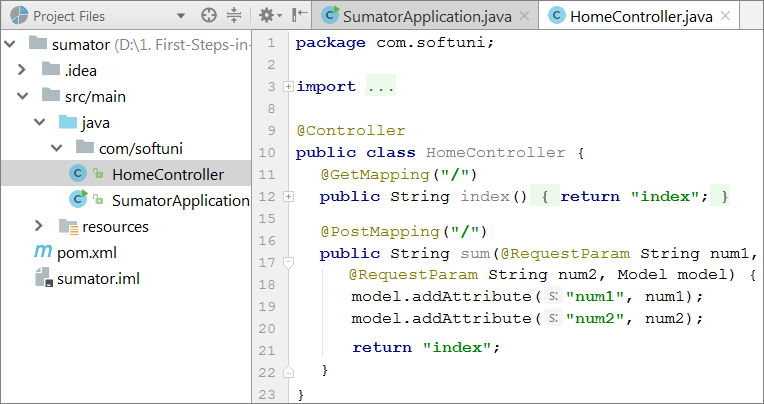 Project Files
SumatorApplication.java
HomeController.java
sumator (D:\1. First-Steps-in-
.idea
src/main
java
com/softuni
HomeController
SumatorApplication
resources
pom.xml
sumator.iml
1 package com.softuni;
2
3 import ...
8
9 @Controller
10 public class HomeController {
11 @GetMapping("/")
12 public String index() { return "index"; }
15
16 @PostMapping("/")
17 public String sum(@RequestParam String num1,
18 @RequestParam String num2, Model model) {
19 model.addAttribute( s: "num1", num1);
20 model.addAttribute( s: "num2", num2);
21 return "index";
22 }
23 }